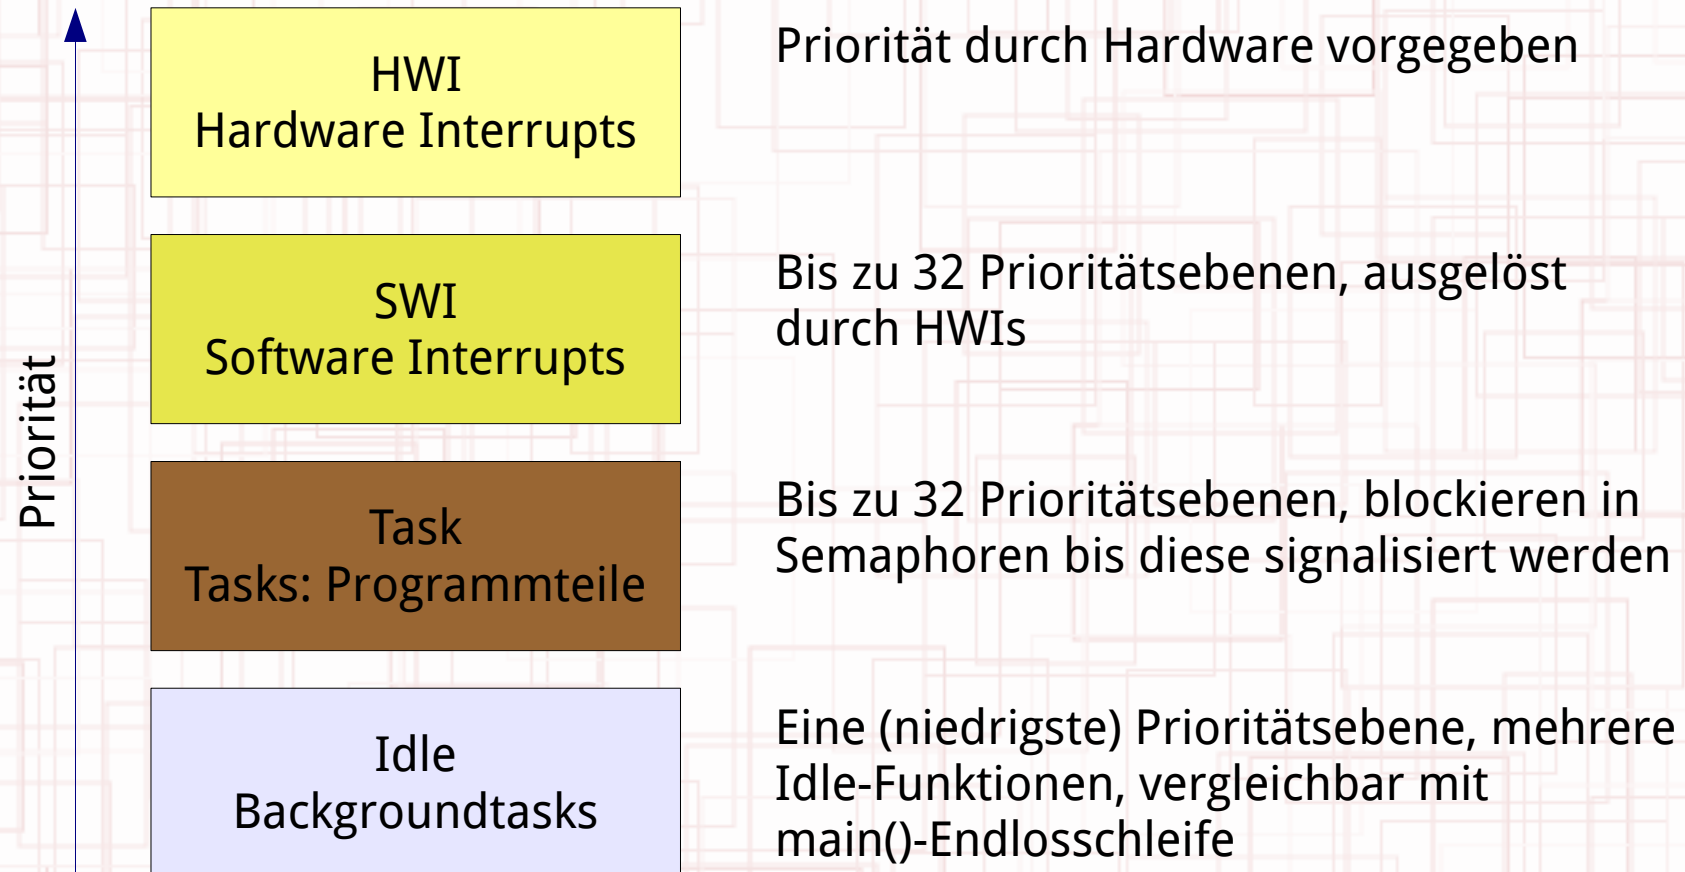 Priorität
HWI
Hardware Interrupts
Priorität durch Hardware vorgegeben
SWI
Software Interrupts
Bis zu 32 Prioritätsebenen, ausgelöst
durch HWIs
Task
Tasks: Programmteile
Bis zu 32 Prioritätsebenen, blockieren in
Semaphoren bis diese signalisiert werden
Idle
Backgroundtasks
Eine (niedrigste) Prioritätsebene, mehrere
Idle-Funktionen, vergleichbar mit
main()-Endlosschleife